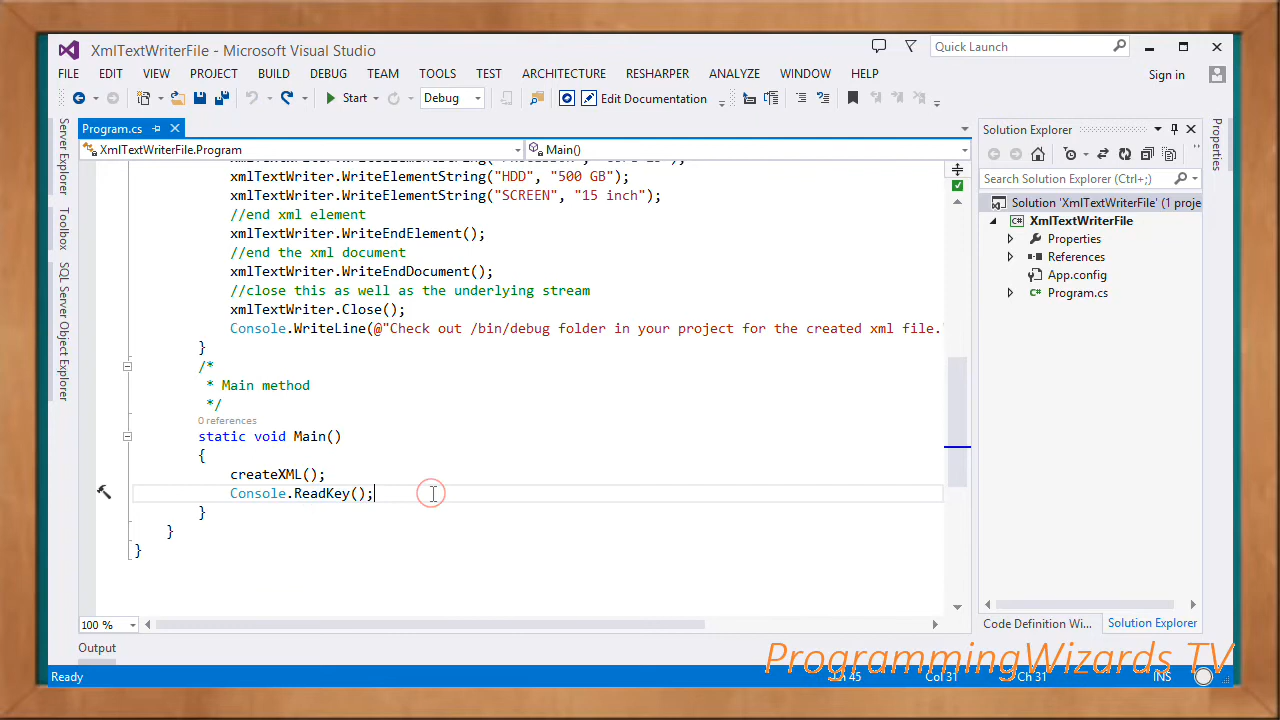 XmlTextWriterFile - Microsoft Visual Studio
Quick Launch
FILE EDIT VIEW PROJECT BUILD DEBUG TEAM TOOLS TEST ARCHITECTURE RESHARPER ANALYZE WINDOW HELP
Sign in
Start Debug Edit Documentation
Server Explorer
Toolbox
SQL Server Object Explorer
Program.cs
XmlTextWriterFile.Program Main()
xmlTextWriter.WriteElementString("HDD", "500 GB");
xmlTextWriter.WriteElementString("SCREEN", "15 inch");
//end xml element
xmlTextWriter.WriteEndElement();
//end the xml document
xmlTextWriter.WriteEndDocument();
//close this as well as the underlying stream
xmlTextWriter.Close();
Console.WriteLine(@"Check out /bin/debug folder in your project for the created xml file.
}
/*
* Main method
*/
0 references
static void Main()
{
createXML();
Console.ReadKey();
}
}
}
100 %
Output
Solution Explorer
Search Solution Explorer (Ctrl+;)
Solution 'XmlTextWriterFile' (1 proje
XmlTextWriterFile
Properties
References
App.config
Program.cs
Code Definition Wi... Solution Explorer
Properties
ProgrammingWizards TV
Ready Ln 45 Col 31 Ch 31 INS